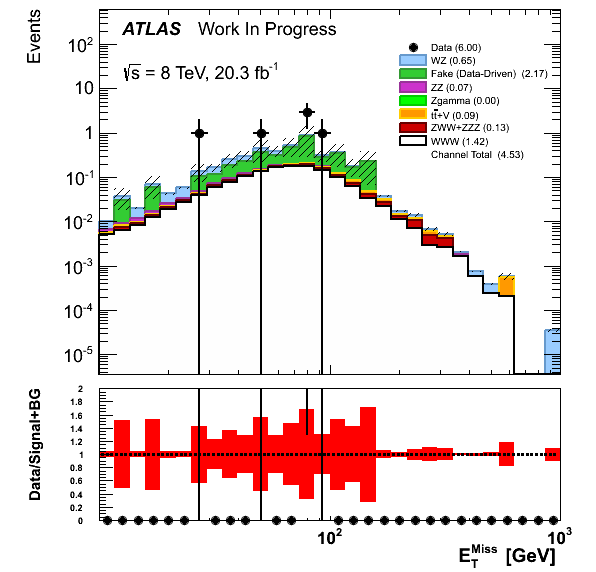 Events
ATLAS Work In Progress
√s = 8 TeV, 20.3 fb⁻¹
Data (6.00)
WZ (0.65)
Fake (Data-Driven) (2.17)
ZZ (0.07)
Zgamma (0.00)
tt̄+V (0.09)
ZWW+ZZZ (0.13)
WWW (1.42)
Channel Total (4.53)
10²
10
1
10⁻¹
10⁻²
10⁻³
10⁻⁴
10⁻⁵
Data/Signal+BG
2
1.8
1.6
1.4
1.2
1
0.8
0.6
0.4
0.2
0
10²
10³
E_T^Miss [GeV]